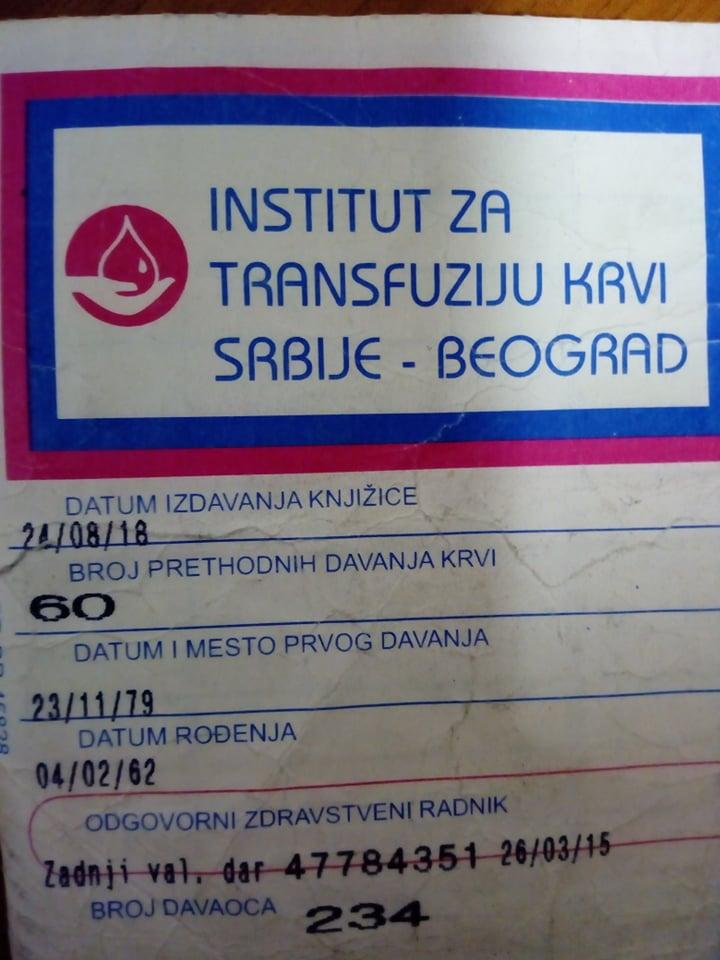 INSTITUT ZA
TRANSFUZIJU KRVI
SRBIJE - BEOGRAD
DATUM IZDAVANJA KNJIŽICE
24/08/18
BROJ PRETHODNIH DAVANJA KRVI
60
DATUM I MESTO PRVOG DAVANJA
23/11/79
DATUM ROĐENJA
04/02/62
ODGOVORNI ZDRAVSTVENI RADNIK
Zadnji val. dar 47784351 26/03/15
BROJ DAVAOCA 234